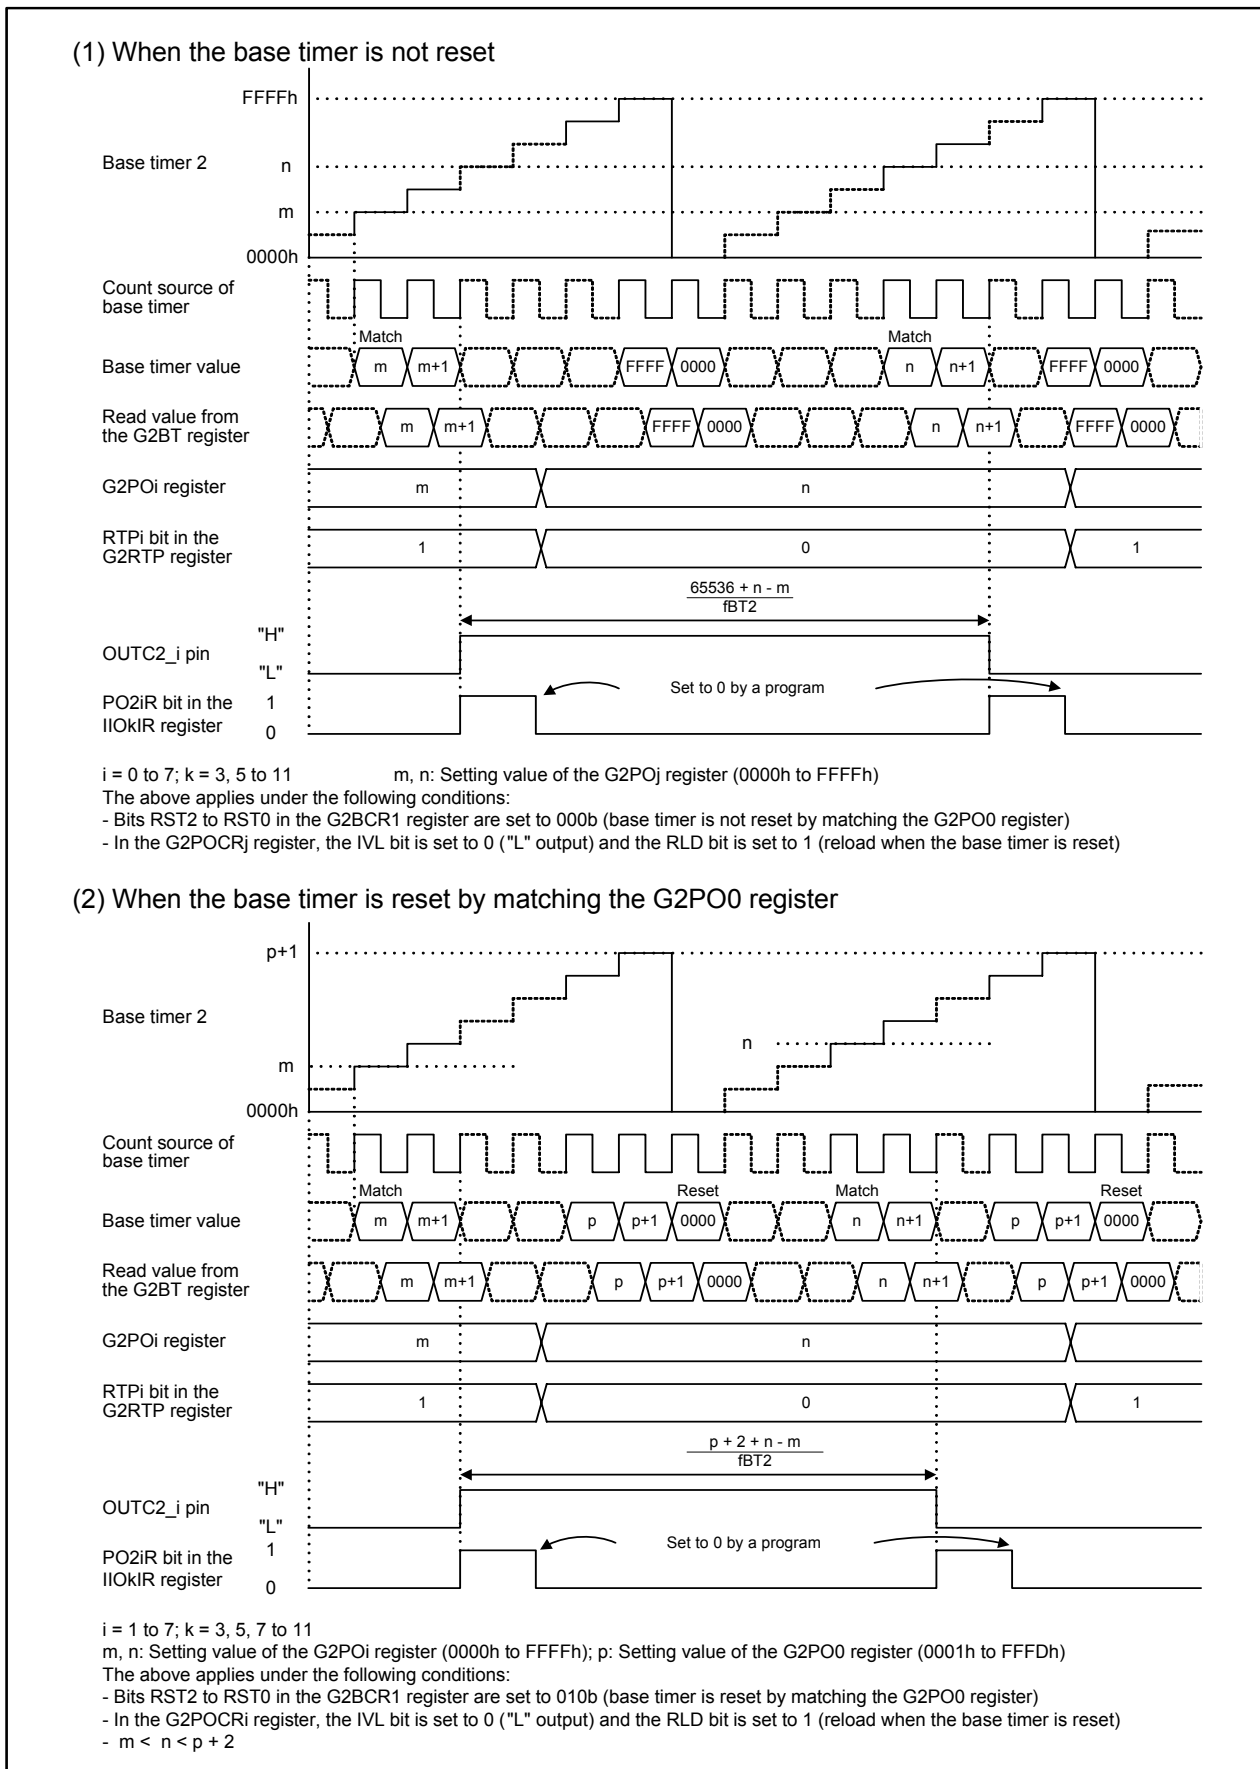 (1) When the base timer is not reset
FFFFh
Base timer 2
n
m
0000h
Count source of
base timer
Match
Match
Base timer value
m
m+1
FFFF
0000
n
n+1
FFFF
0000
Read value from
the G2BT register
m
m+1
FFFF
0000
n
n+1
FFFF
0000
G2POi register
m
n
RTPi bit in the
G2RTP register
1
0
1
65536 + n - m
fBT2
"H"
OUTC2_i pin
"L"
Set to 0 by a program
PO2iR bit in the
IIOkIR register
1
0
i = 0 to 7; k = 3, 5 to 11
m, n: Setting value of the G2POj register (0000h to FFFFh)
The above applies under the following conditions:
- Bits RST2 to RST0 in the G2BCR1 register are set to 000b (base timer is not reset by matching the G2PO0 register)
- In the G2POCRj register, the IVL bit is set to 0 ("L" output) and the RLD bit is set to 1 (reload when the base timer is reset)
(2) When the base timer is reset by matching the G2PO0 register
p+1
Base timer 2
n
m
0000h
Count source of
base timer
Match
Reset
Match
Reset
Base timer value
m
m+1
p
p+1
0000
n
n+1
p
p+1
0000
Read value from
the G2BT register
m
m+1
p
p+1
0000
n
n+1
p
p+1
0000
G2POi register
m
n
RTPi bit in the
G2RTP register
1
0
1
p + 2 + n - m
fBT2
"H"
OUTC2_i pin
"L"
Set to 0 by a program
PO2iR bit in the
IIOkIR register
1
0
i = 1 to 7; k = 3, 5, 7 to 11
m, n: Setting value of the G2POi register (0000h to FFFFh); p: Setting value of the G2PO0 register (0001h to FFFDh)
The above applies under the following conditions:
- Bits RST2 to RST0 in the G2BCR1 register are set to 010b (base timer is reset by matching the G2PO0 register)
- In the G2POCRi register, the IVL bit is set to 0 ("L" output) and the RLD bit is set to 1 (reload when the base timer is reset)
- m < n < p + 2